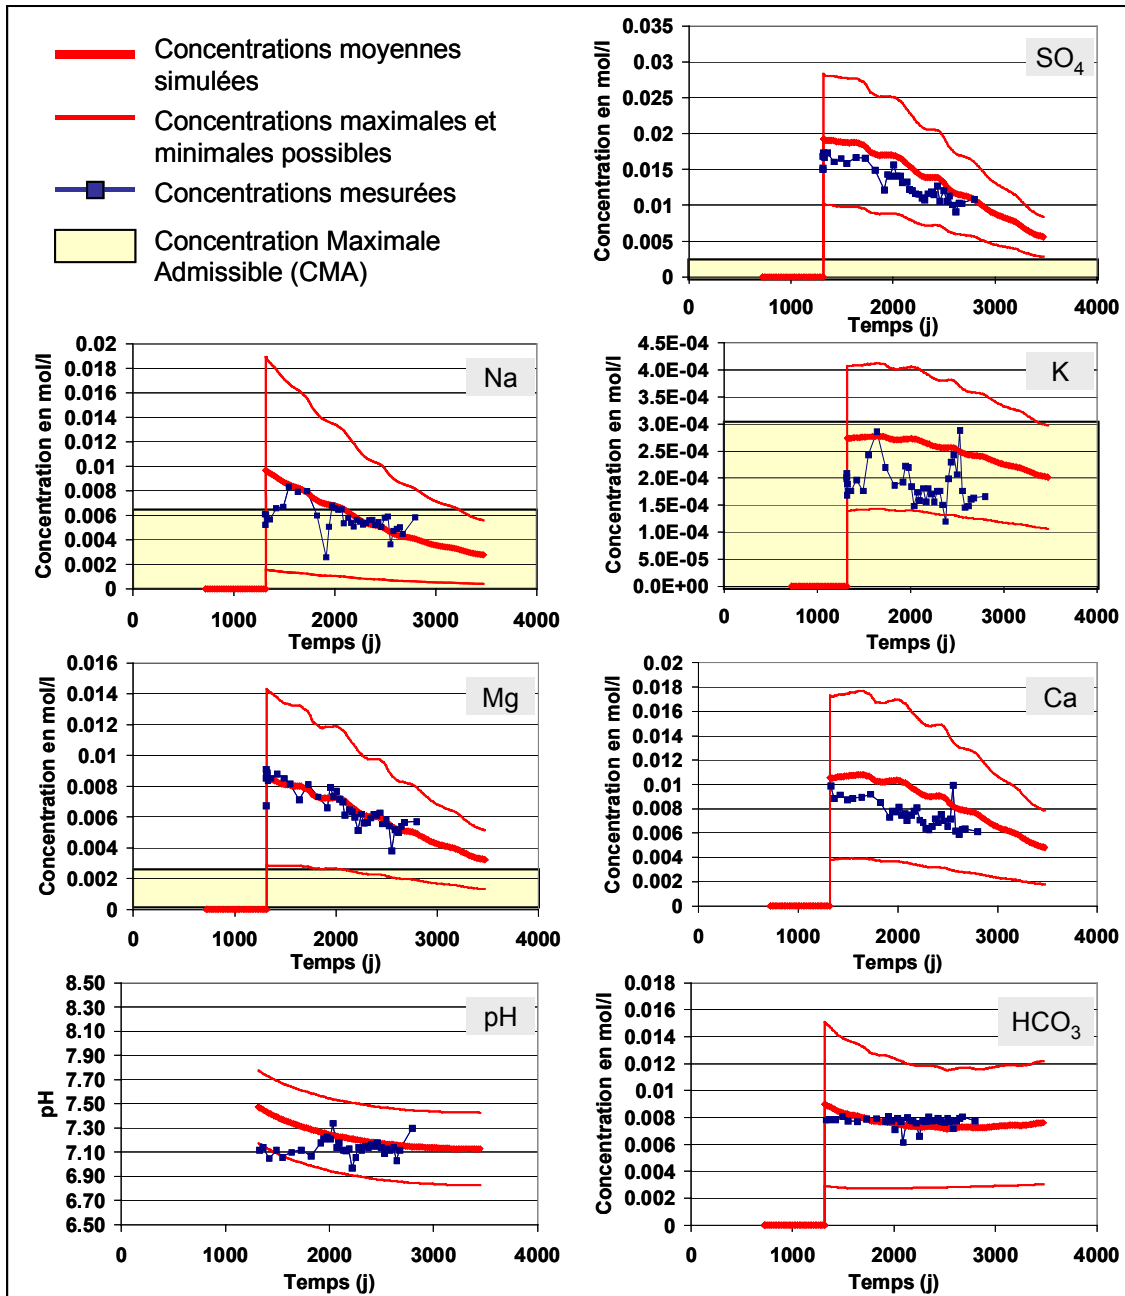 Concentrations moyennes
simulées
Concentrations maximales et
minimales possibles
Concentrations mesurées
Concentration Maximale
Admissible (CMA)
SO4
Concentration en mol/l
0.035
0.03
0.025
0.02
0.015
0.01
0.005
0
0 1000 2000 3000 4000
Temps (j)
Na
Concentration en mol/l
0.02
0.018
0.016
0.014
0.012
0.01
0.008
0.006
0.004
0.002
0
0 1000 2000 3000 4000
Temps (j)
K
Concentration en mol/l
4.5E-04
4.0E-04
3.5E-04
3.0E-04
2.5E-04
2.0E-04
1.5E-04
1.0E-04
5.0E-05
0.0E+00
0 1000 2000 3000 4000
Temps (j)
Mg
Concentration en mol/l
0.016
0.014
0.012
0.01
0.008
0.006
0.004
0.002
0
0 1000 2000 3000 4000
Temps (j)
Ca
Concentration en mol/l
0.02
0.018
0.016
0.014
0.012
0.01
0.008
0.006
0.004
0.002
0
0 1000 2000 3000 4000
Temps (j)
pH
pH
8.50
8.30
8.10
7.90
7.70
7.50
7.30
7.10
6.90
6.70
6.50
0 1000 2000 3000 4000
Temps (j)
HCO3
Concentration en mol/l
0.018
0.016
0.014
0.012
0.01
0.008
0.006
0.004
0.002
0
0 1000 2000 3000 4000
Temps (j)